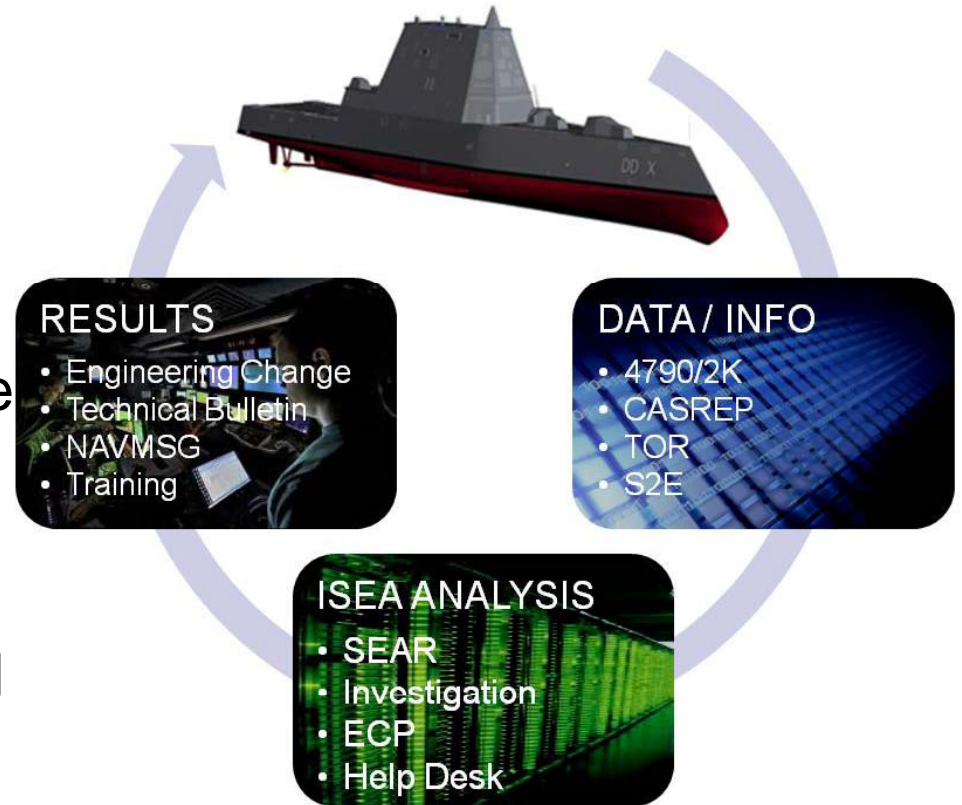 DD X
RESULTS
• Engineering Change
• Technical Bulletin
• NAVMSG
• Training
DATA / INFO
• 4790/2K
• CASREP
• TOR
• S2E
ISEA ANALYSIS
• SEAR
• Investigation
• ECP
• Help Desk